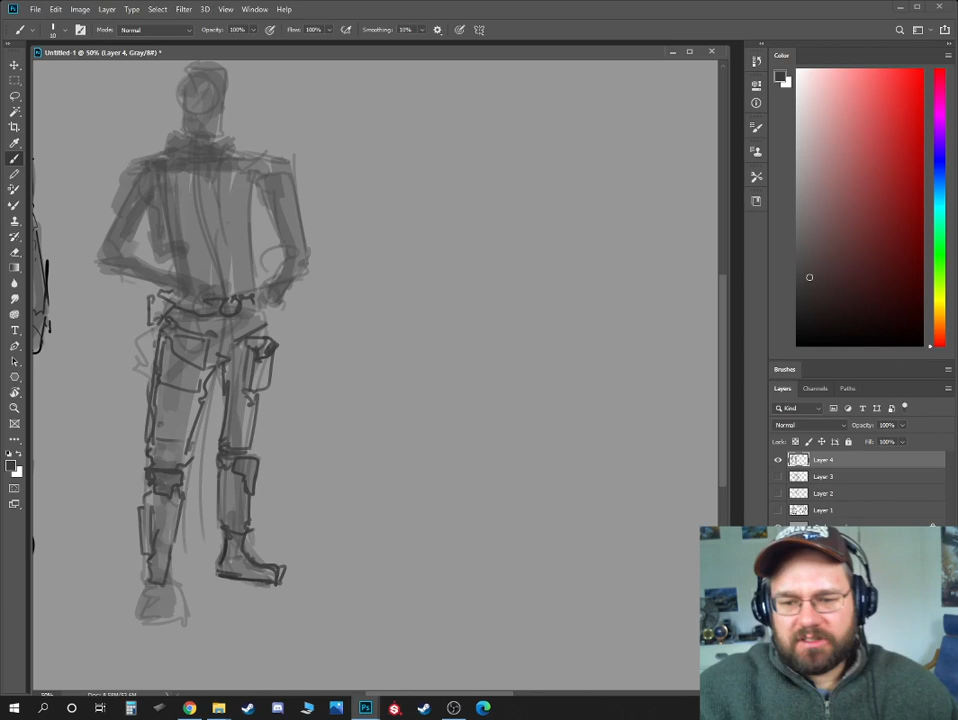 File Edit Image Layer Type Select Filter 3D View Window Help
10 Mode: Normal Opacity: 100% Flow: 100% Smoothing: 10%
Untitled-1 @ 50% (Layer 4, Gray/8#) *
Color
Brushes
Layers Channels Paths
Kind
Normal Opacity: 100%
Lock: Fill: 100%
Layer 4
Layer 3
Layer 2
Layer 1